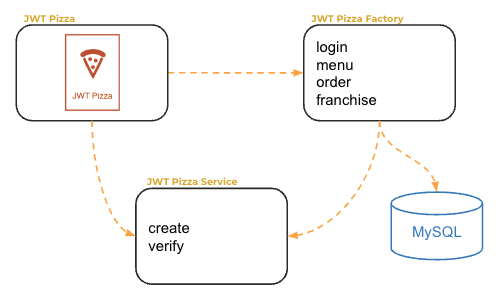 JWT Pizza
JWT Pizza
JWT Pizza Factory
login
menu
order
franchise
JWT Pizza Service
create
verify
MySQL